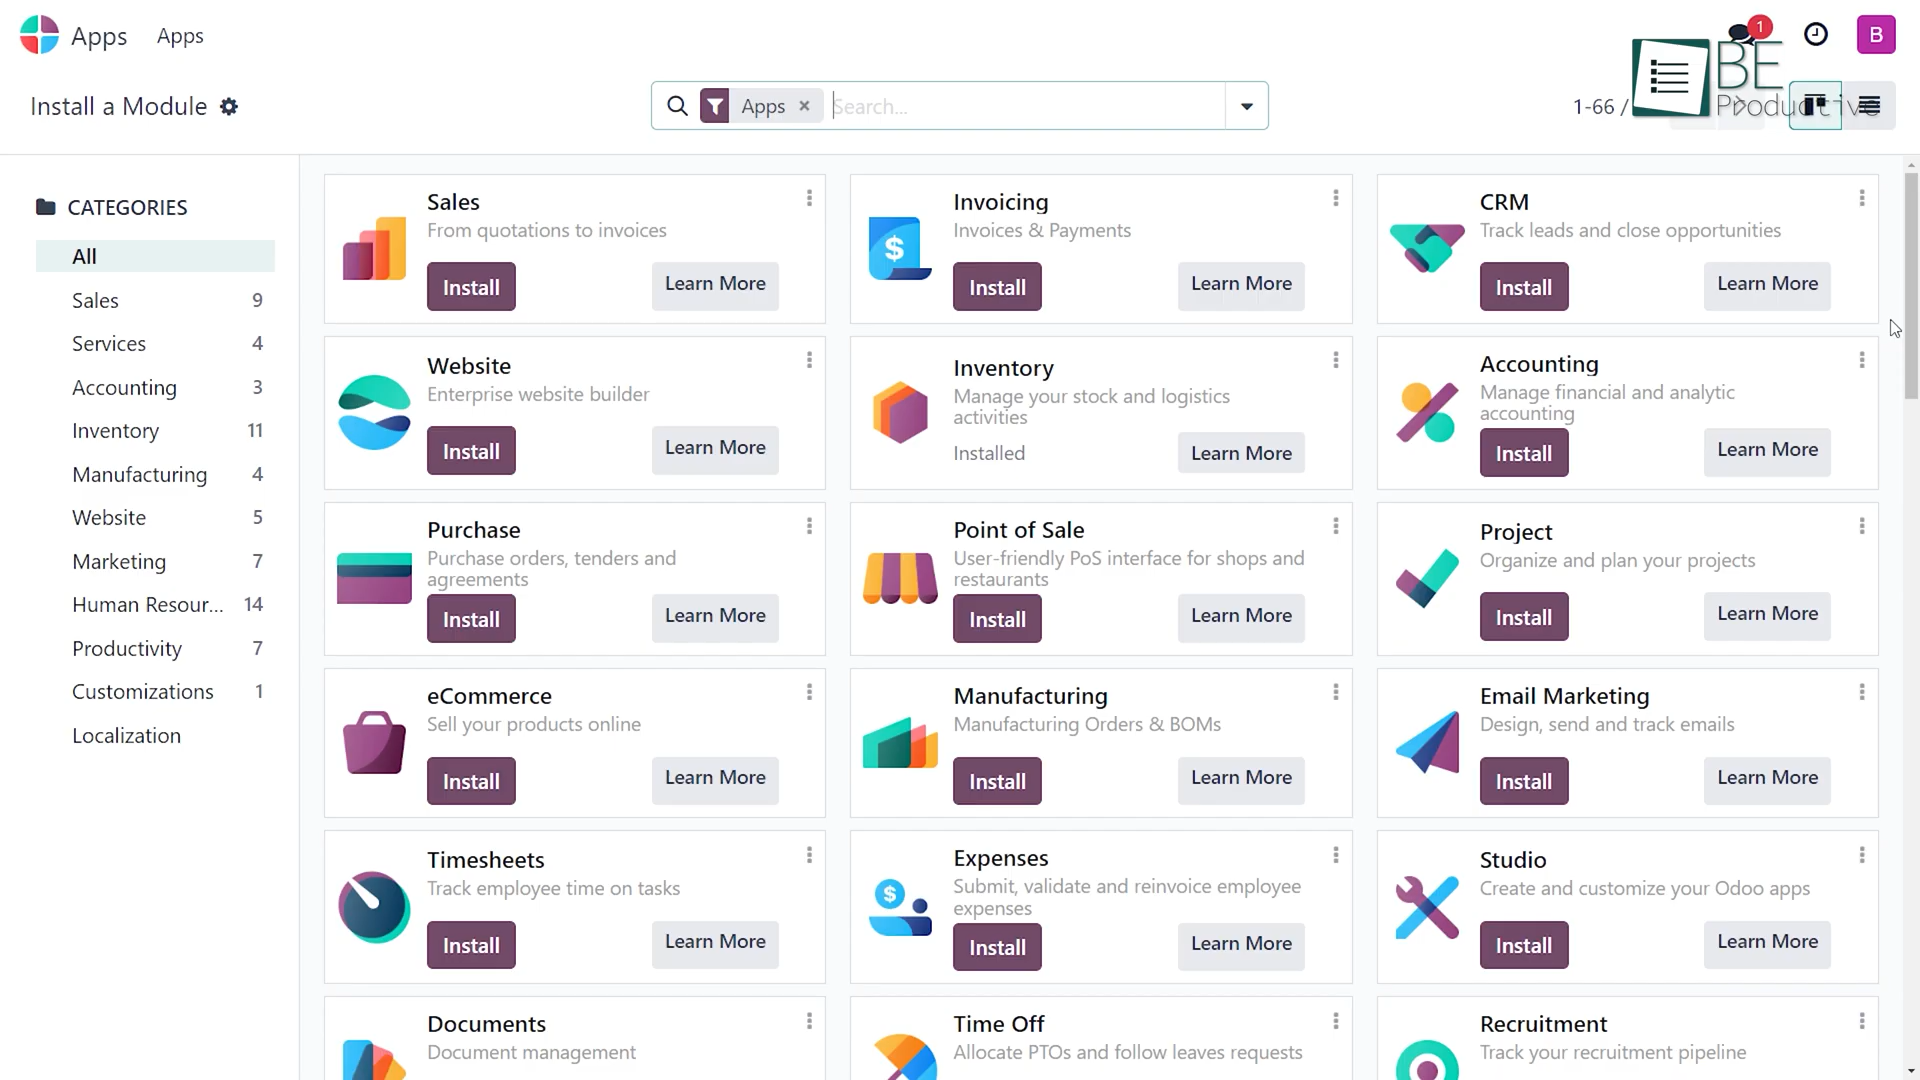 Apps
Apps
1
B
BE
Productive
Install a Module
Apps
Search...
1-66 /
CATEGORIES
All
Sales 9
Services 4
Accounting 3
Inventory 11
Manufacturing 4
Website 5
Marketing 7
Human Resour... 14
Productivity 7
Customizations 1
Localization
Sales
From quotations to invoices
Install
Learn More
Invoicing
Invoices & Payments
Install
Learn More
CRM
Track leads and close opportunities
Install
Learn More
Website
Enterprise website builder
Install
Learn More
Inventory
Manage your stock and logistics
activities
Installed
Learn More
Accounting
Manage financial and analytic
accounting
Install
Learn More
Purchase
Purchase orders, tenders and
agreements
Install
Learn More
Point of Sale
User-friendly PoS interface for shops and
restaurants
Install
Learn More
Project
Organize and plan your projects
Install
Learn More
eCommerce
Sell your products online
Install
Learn More
Manufacturing
Manufacturing Orders & BOMs
Install
Learn More
Email Marketing
Design, send and track emails
Install
Learn More
Timesheets
Track employee time on tasks
Install
Learn More
Expenses
Submit, validate and reinvoice employee
expenses
Install
Learn More
Studio
Create and customize your Odoo apps
Install
Learn More
Documents
Document management
Time Off
Allocate PTOs and follow leaves requests
Recruitment
Track your recruitment pipeline